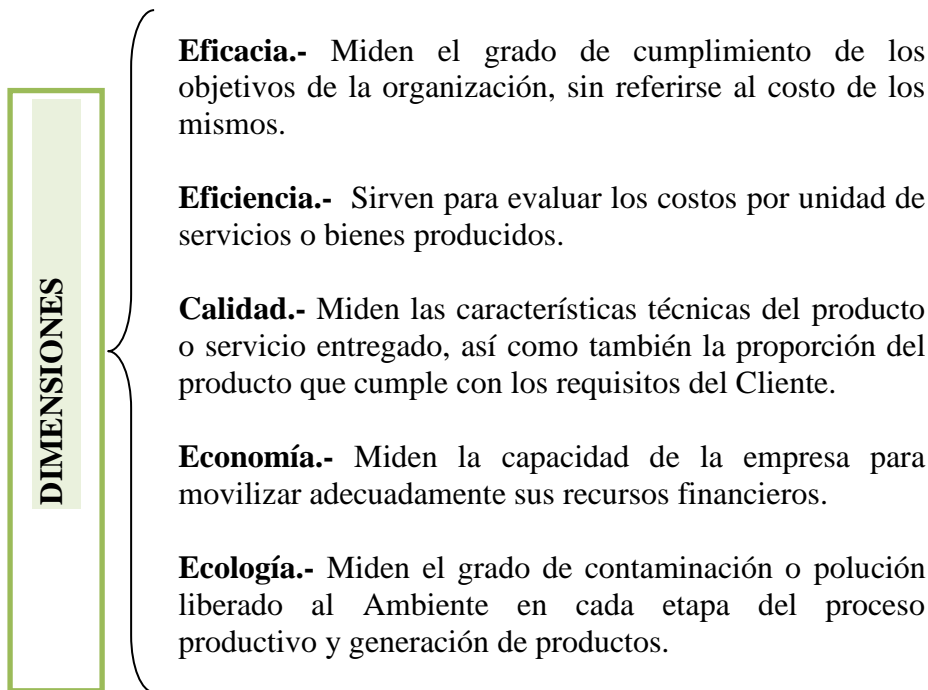 DIMENSIONES
Eficacia.- Miden el grado de cumplimiento de los
objetivos de la organización, sin referirse al costo de los
mismos.
Eficiencia.- Sirven para evaluar los costos por unidad de
servicios o bienes producidos.
Calidad.- Miden las características técnicas del producto
o servicio entregado, así como también la proporción del
producto que cumple con los requisitos del Cliente.
Economía.- Miden la capacidad de la empresa para
movilizar adecuadamente sus recursos financieros.
Ecología.- Miden el grado de contaminación o polución
liberado al Ambiente en cada etapa del proceso
productivo y generación de productos.